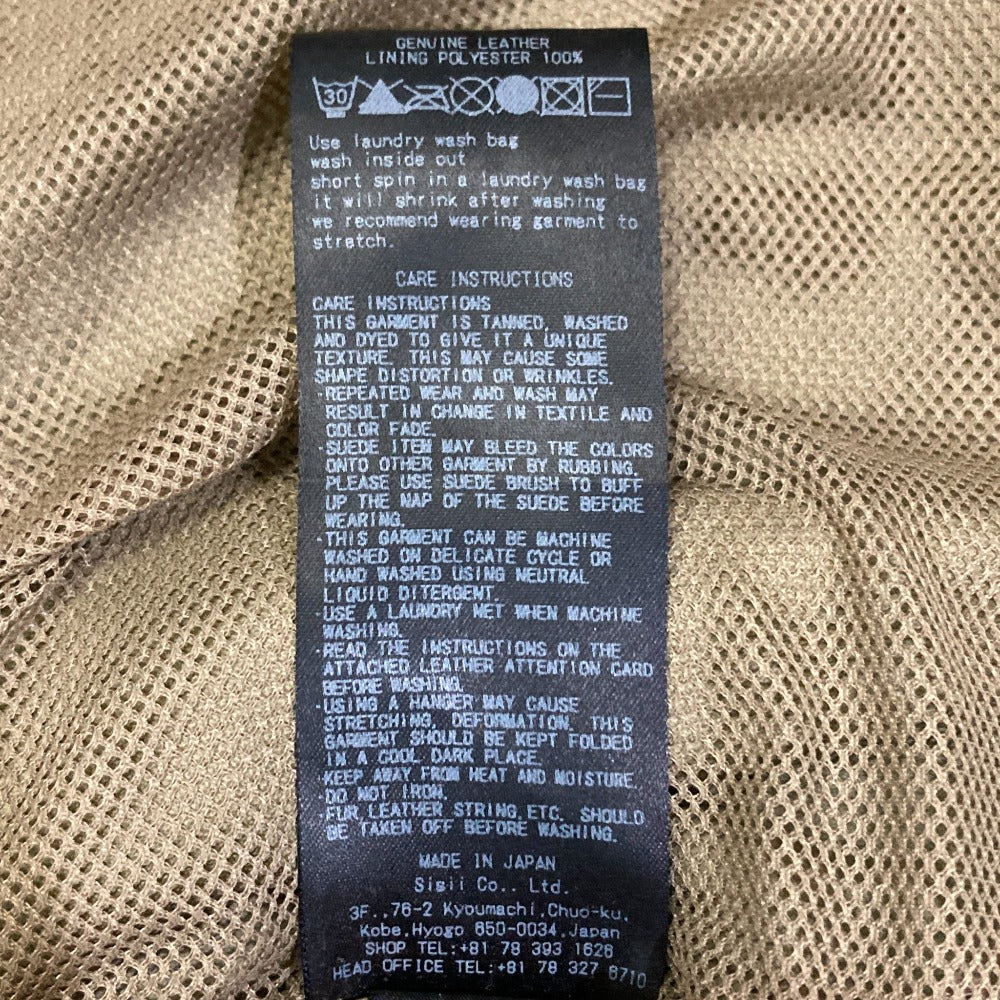 GENUINE LEATHER
LINING POLYESTER 100%
30
Use laundry wash bag
wash inside out
short spin in a laundry wash bag
it will shrink after washing
we recommend wearing garment to
stretch.
CARE INSTRUCTIONS
CARE INSTRUCTIONS
THIS GARMENT IS TANNED, WASHED
AND DYED TO GIVE IT A UNIQUE
TEXTURE. THIS MAY CAUSE SOME
SHAPE DISTORTION OR WRINKLES.
·REPEATED WEAR AND WASH MAY
RESULT IN CHANGE IN TEXTILE AND
COLOR FADE.
·SUEDE ITEM MAY BLEED THE COLORS
ONTO OTHER GARMENT BY RUBBING.
PLEASE USE SUEDE BRUSH TO BUFF
UP THE NAP OF THE SUEDE BEFORE
WEARING.
·THIS GARMENT CAN BE MACHINE
WASHED ON DELICATE CYCLE OR
HAND WASHED USING NEUTRAL
LIQUID DITERGENT.
·USE A LAUNDRY NET WHEN MACHINE
WASHING.
·READ THE INSTRUCTIONS ON THE
ATTACHED LEATHER ATTENTION CARD
BEFORE WASHING.
·USING A HANGER MAY CAUSE
STRETCHING, DEFORMATION. THIS
GARMENT SHOULD BE KEPT FOLDED
IN A COOL DARK PLACE.
·KEEP AWAY FROM HEAT AND MOISTURE.
·DO NOT IRON.
·FUR LEATHER STRING,ETC. SHOULD
BE TAKEN OFF BEFORE WASHING.
MADE IN JAPAN
Sisii Co., Ltd.
3F.,76-2 Kyoumachi,Chuo-ku,
Kobe,Hyogo 650-0034,Japan
SHOP TEL:+81 78 393 1628
HEAD OFFICE TEL:+81 78 327 8710